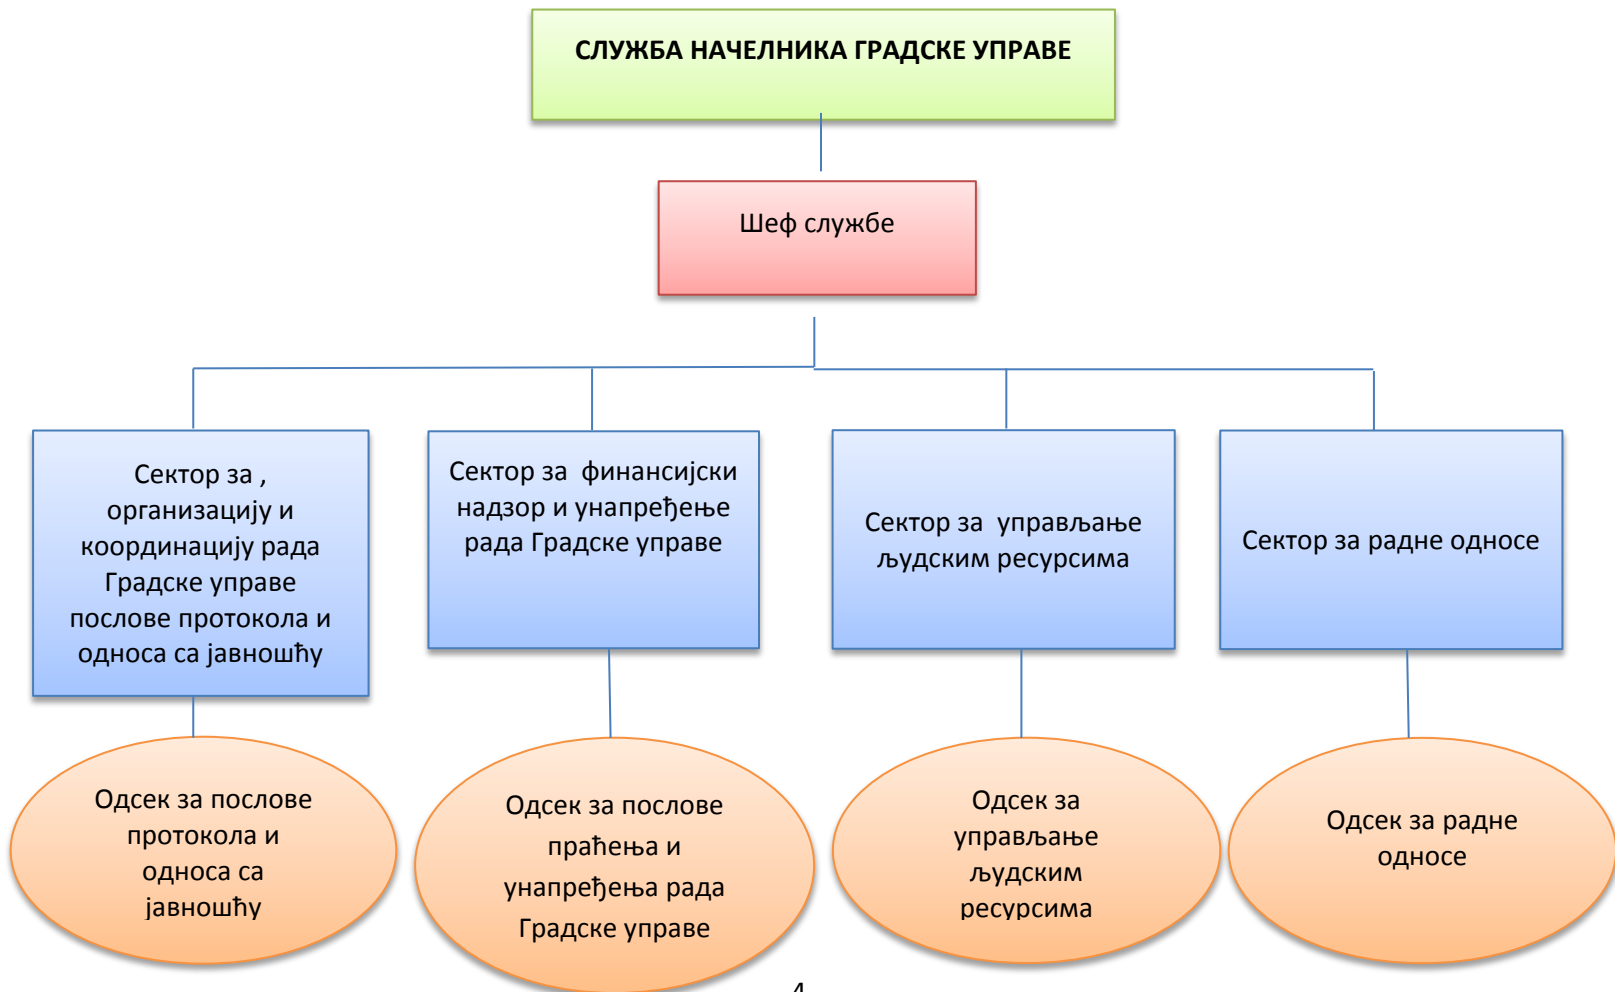 СЛУЖБА НАЧЕЛНИКА ГРАДСКЕ УПРАВЕ
Шеф службе
Сектор за ,
организацију и
координацију рада
Градске управе
послове протокола и
односа са јавношћу
Сектор за финансијски
надзор и унапређење
рада Градске управе
Сектор за управљање
људским ресурсима
Сектор за радне односе
Одсек за послове
протокола и
односа са
јавношћу
Одсек за послове
праћења и
унапређења рада
Градске управе
Одсек за
управљање
људским
ресурсима
Одсек за радне
односе
4